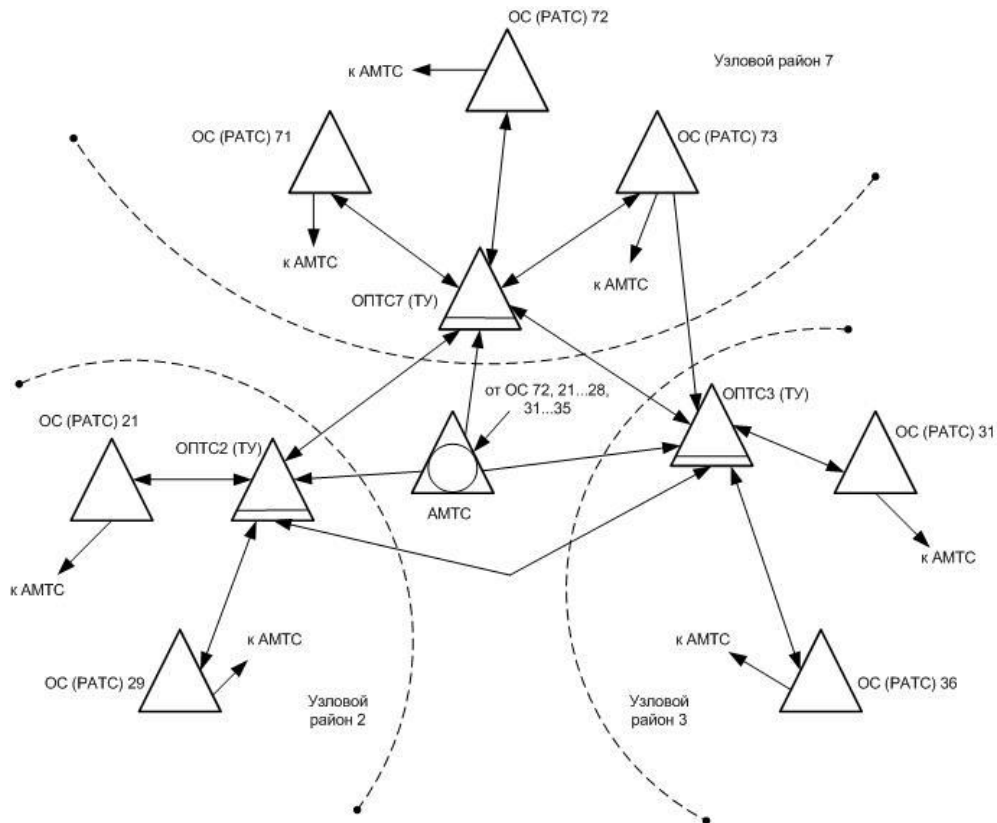 ОС (РАТС) 72
Узловой район 7
к АМТС
ОС (РАТС) 71
ОС (РАТС) 73
к АМТС
к АМТС
ОПТС7 (ТУ)
от ОС 72, 21...28,
31...35
ОПТС3 (ТУ)
ОС (РАТС) 21
ОПТС2 (ТУ)
ОС (РАТС) 31
АМТС
к АМТС
к АМТС
к АМТС
к АМТС
ОС (РАТС) 29
ОС (РАТС) 36
Узловой
район 2
Узловой
район 3